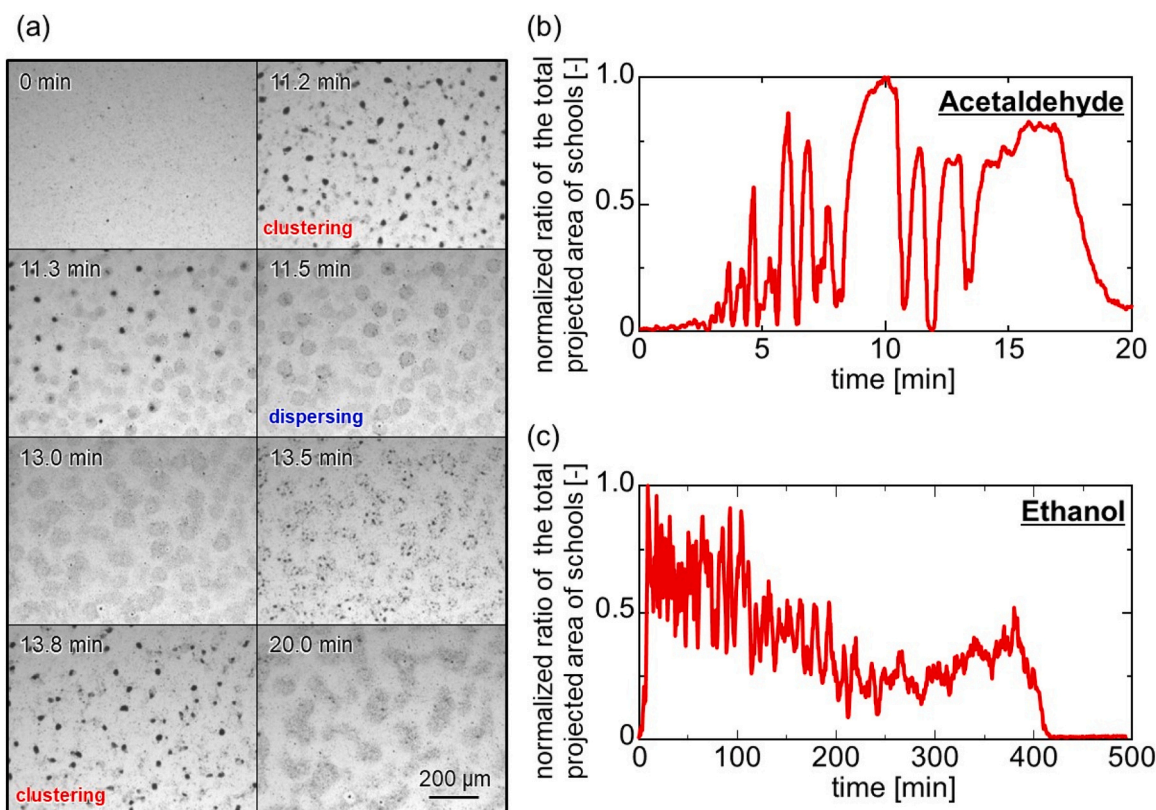 (a)
0 min
11.2 min
clustering
11.3 min
11.5 min
dispersing
13.0 min
13.5 min
13.8 min
clustering
20.0 min
200 µm
(b)
normalized ratio of the total
projected area of schools [-]
1.0
0.5
0
Acetaldehyde
0 5 10 15 20
time [min]
(c)
normalized ratio of the total
projected area of schools [-]
1.0
0.5
0
Ethanol
0 100 200 300 400 500
time [min]